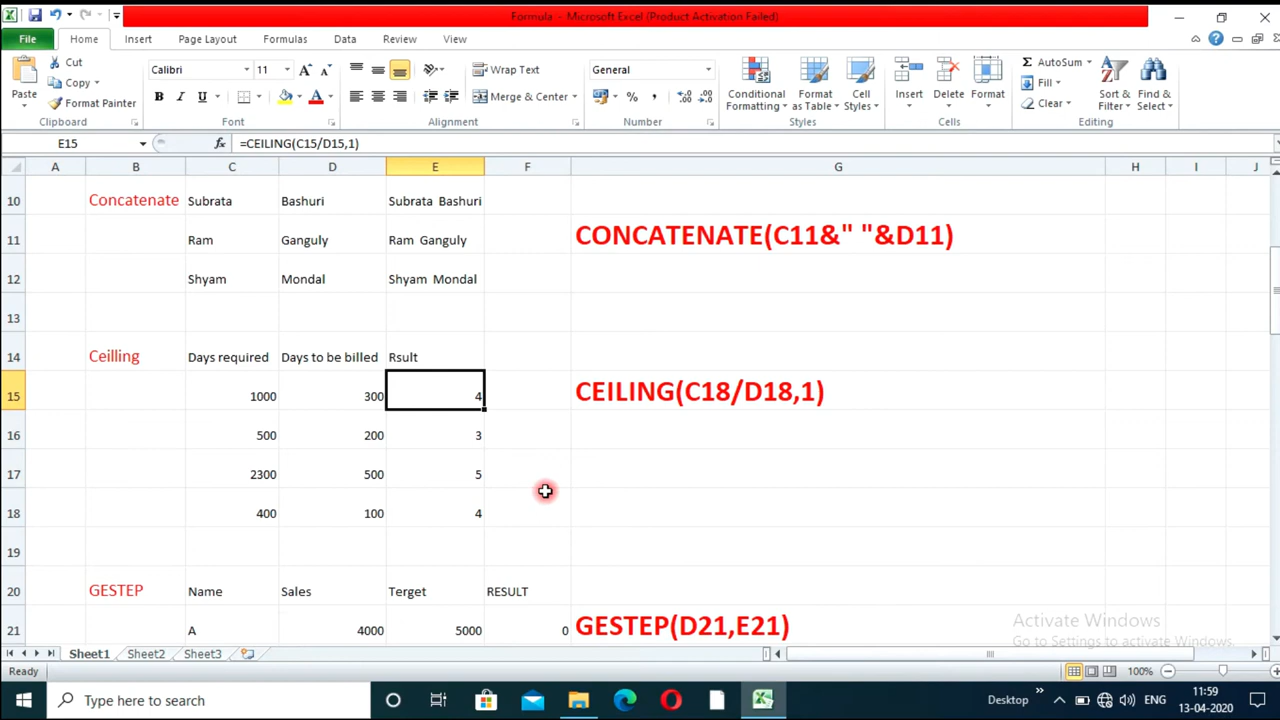 Formula - Microsoft Excel (Product Activation Failed)
File Home Insert Page Layout Formulas Data Review View
Paste Cut Copy Format Painter
Clipboard
Calibri 11
B I U A
Font
Wrap Text
Merge & Center
Alignment
General
%
Number
Conditional Formatting Format as Table Cell Styles
Styles
Insert Delete Format
Cells
AutoSum
Fill
Clear
Sort & Filter Find & Select
Editing
E15 fx =CEILING(C15/D15,1)
A B C D E F G H I J
10 Concatenate Subrata Bashuri Subrata Bashuri
11 Ram Ganguly Ram Ganguly CONCATENATE(C11&" "&D11)
12 Shyam Mondal Shyam Mondal
13
14 Ceilling Days required Days to be billed Rsult
15 1000 300 4 CEILING(C18/D18,1)
16 500 200 3
17 2300 500 5
18 400 100 4
19
20 GESTEP Name Sales Terget RESULT
21 A 4000 5000 0 GESTEP(D21,E21)
Activate Windows
Go to Settings to activate Windows.
Sheet1 Sheet2 Sheet3
Ready 100%
Type here to search
Desktop ENG 11:59
13-04-2020